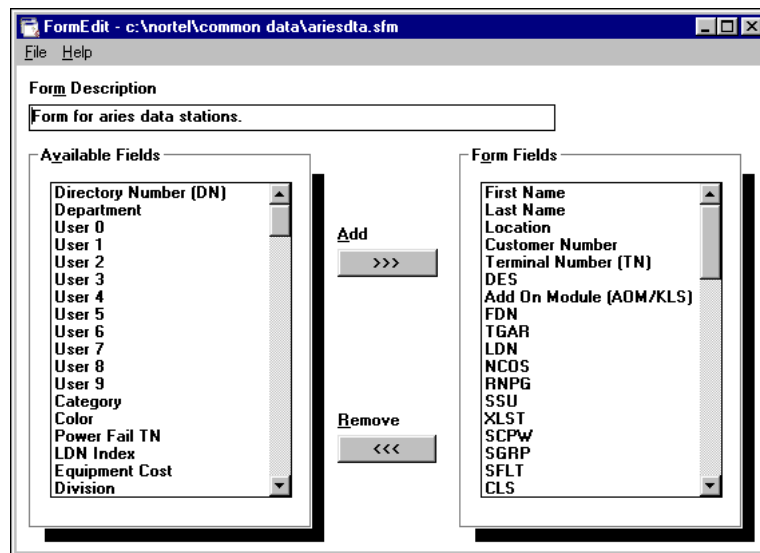 FormEdit - c:\nortel\common data\ariesdta.sfm
File Help
Form Description
Form for aries data stations.
Available Fields
Directory Number (DN)
Department
User 0
User 1
User 2
User 3
User 4
User 5
User 6
User 7
User 8
User 9
Category
Color
Power Fail TN
LDN Index
Equipment Cost
Division
Add
>>>
Remove
<<<
Form Fields
First Name
Last Name
Location
Customer Number
Terminal Number (TN)
DES
Add On Module (AOM/KLS)
FDN
TGAR
LDN
NCOS
RNPG
SSU
XLST
SCPW
SGRP
SFLT
CLS